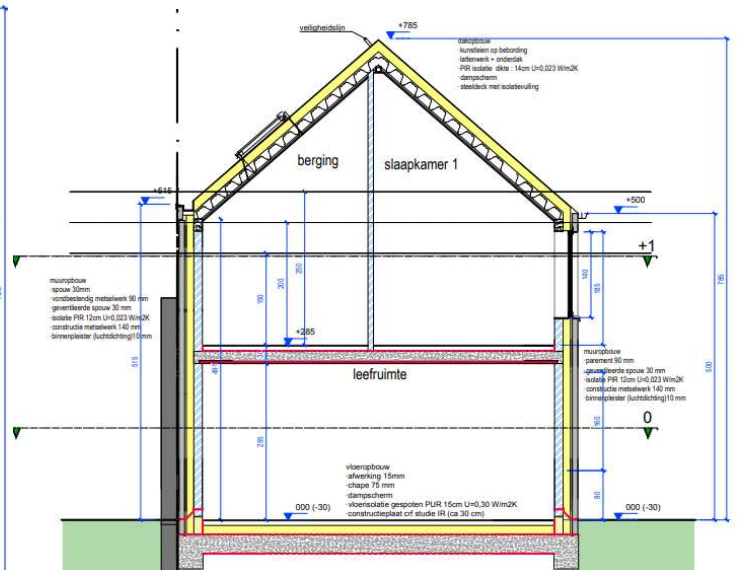 veiligheidslijn
+785
dakopbouw
-kunstleien op bebording
-lattenwerk + onderdak
-PIR isolatie dikte : 14cm U=0,023 W/m2K
-dampscherm
-steeldeck met isolatievulling
berging
slaapkamer 1
+515
+500
+1
muuropbouw
- spouw 30mm
-vorstbestendig metselwerk 90 mm
-geventileerde spouw 30 mm
-isolatie PIR 12cm U=0,023 W/m2K
-constructie metselwerk 140 mm
-binnenpleister (luchtdichting)10 mm
250
200
160
140
185
785
+285
515
485
500
leefruimte
muuropbouw
- parement 90 mm
-geventileerde spouw 30 mm
-isolatie PIR 12cm U=0,023 W/m2K
-constructie metselwerk 140 mm
-binnenpleister (luchtdichting)10 mm
0
255
160
80
vloeropbouw
-afwerking 15mm
- chape 75 mm
-dampscherm
- vloerisolatie gespoten PUR 15cm U=0,30 W/m2K
- constructieplaat crf studie IR (ca 30 cm)
000 (-30)
000 (-30)